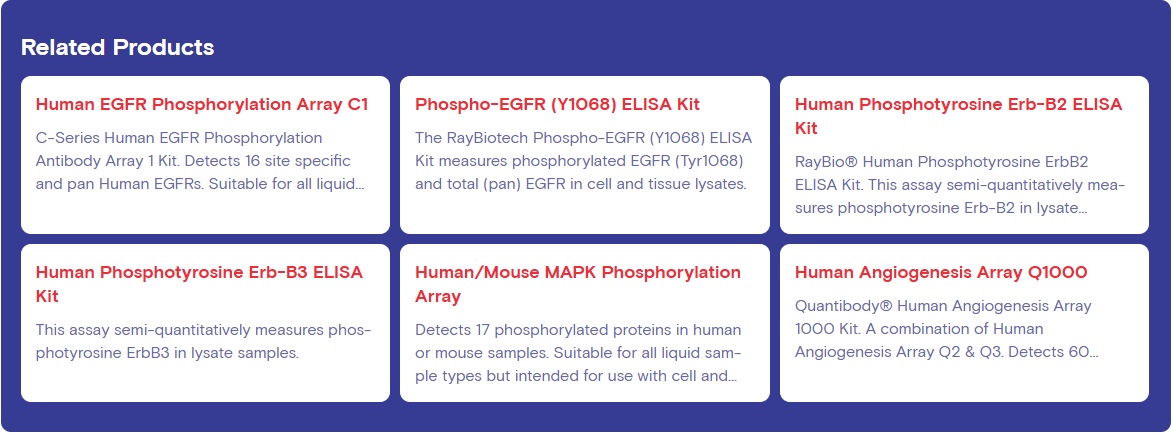 Related Products
Human EGFR Phosphorylation Array C1
C-Series Human EGFR Phosphorylation
Antibody Array 1 Kit. Detects 16 site specific
and pan Human EGFRs. Suitable for all liquid...
Phospho-EGFR (Y1068) ELISA Kit
The RayBiotech Phospho-EGFR (Y1068) ELISA
Kit measures phosphorylated EGFR (Tyr1068)
and total (pan) EGFR in cell and tissue lysates.
Human Phosphotyrosine Erb-B2 ELISA
Kit
RayBio® Human Phosphotyrosine ErbB2
ELISA Kit. This assay semi-quantitatively mea-
sures phosphotyrosine Erb-B2 in lysate...
Human Phosphotyrosine Erb-B3 ELISA
Kit
This assay semi-quantitatively measures phos-
photyrosine ErbB3 in lysate samples.
Human/Mouse MAPK Phosphorylation
Array
Detects 17 phosphorylated proteins in human
or mouse samples. Suitable for all liquid sam-
ple types but intended for use with cell and...
Human Angiogenesis Array Q1000
Quantibody® Human Angiogenesis Array
1000 Kit. A combination of Human
Angiogenesis Array Q2 & Q3. Detects 60...